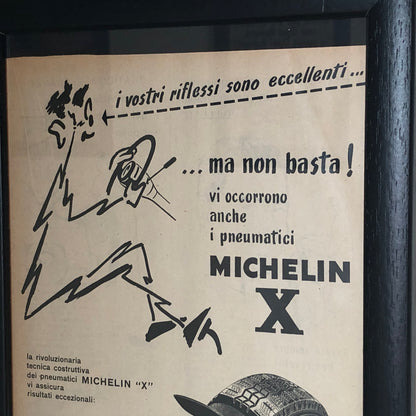 i vostri riflessi sono eccellenti...
...ma non basta!
vi occorrono
anche
i pneumatici
MICHELIN
X
la rivoluzionaria
tecnica costruttiva
dei pneumatici MICHELIN "X"
vi assicura
risultati eccezionali: